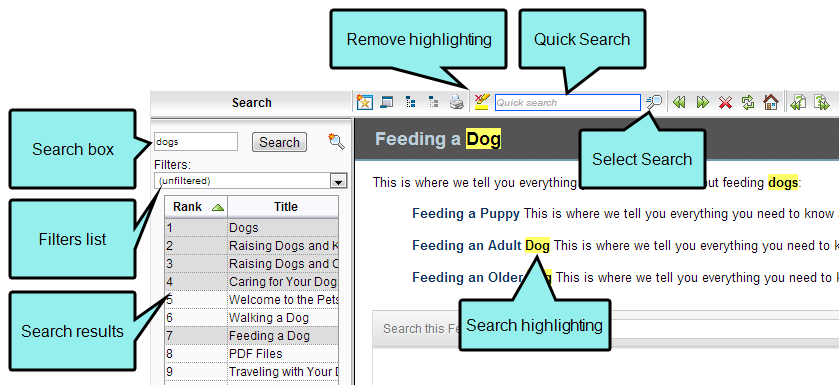 Remove highlighting
Quick Search
Search
Quick search
Search box
dogs
Search
Feeding a Dog
Select Search
Filters:
(unfiltered)
This is where we tell you everything
out feeding dogs:
Filters list
Rank Title
Feeding a Puppy This is where we tell you everything you need to know
1 Dogs
2 Raising Dogs and K
Feeding an Adult Dog This is where we tell you everything you need to k
3 Raising Dogs and
4 Caring for Your Dog
Feeding an Older This is where we tell you everything you need to k
Search results
5 Welcome to the Pets
6 Walking a Dog
Search highlighting
Search this Fe
7 Feeding a Dog
8 PDF Files
9 Traveling with Your D